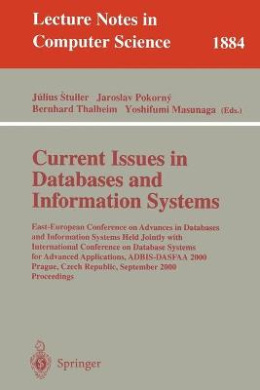 Lecture Notes in
Computer Science 1884
Július Štuller Jaroslav Pokorný
Bernhard Thalheim Yoshifumi Masunaga (Eds.)
Current Issues in
Databases and
Information Systems
East-European Conference on Advances in Databases
and Information Systems Held Jointly with
International Conference on Database Systems
for Advanced Applications, ADBIS-DASFAA 2000
Prague, Czech Republic, September 2000
Proceedings
Springer